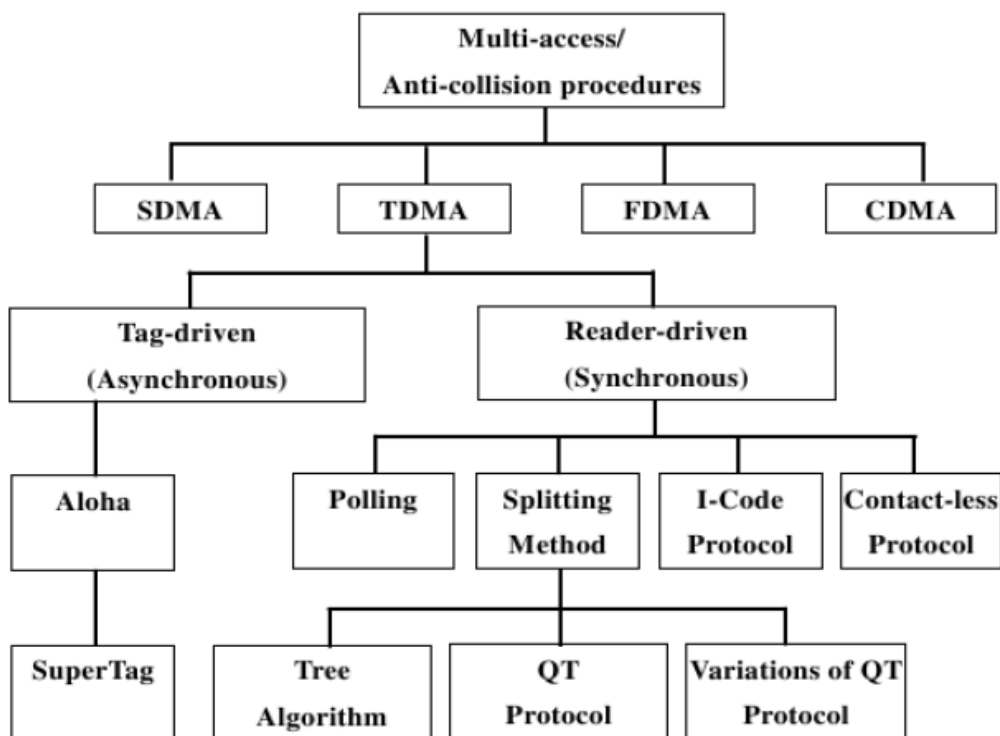 Multi-access/
Anti-collision procedures
SDMA
TDMA
FDMA
CDMA
Tag-driven
(Asynchronous)
Reader-driven
(Synchronous)
Aloha
Polling
Splitting
Method
I-Code
Protocol
Contact-less
Protocol
SuperTag
Tree
Algorithm
QT
Protocol
Variations of QT
Protocol